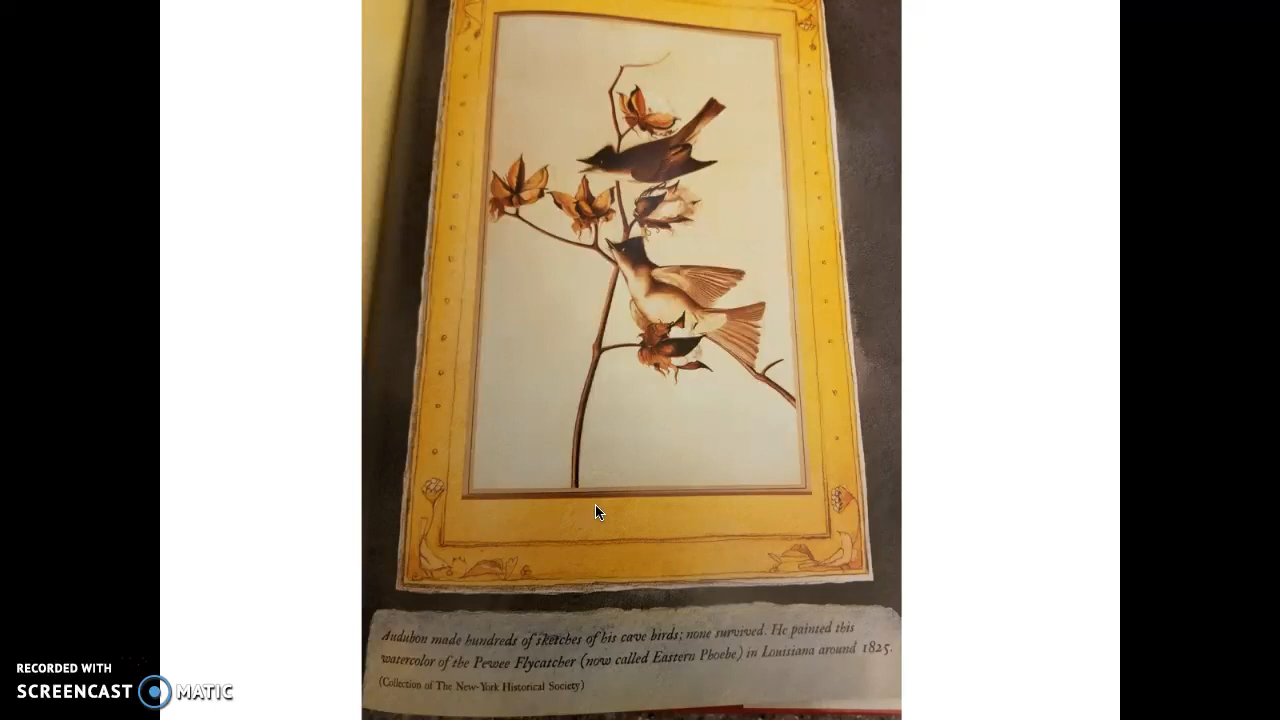 Audubon made hundreds of sketches of his cave birds; none survived. He painted this
watercolor of the Pewee Flycatcher (now called Eastern Phoebe) in Louisiana around 1825.
(Collection of The New-York Historical Society)
RECORDED WITH
SCREENCAST MATIC